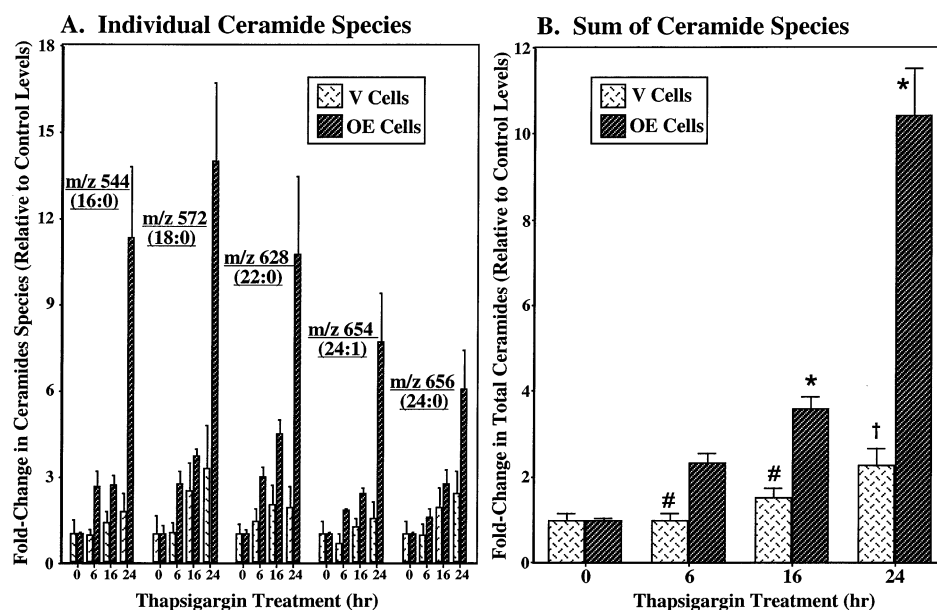 A. Individual Ceramide Species
Fold-Change in Ceramides Species (Relative to Control Levels)
18
15
12
9
6
3
0
V Cells
OE Cells
m/z 544
(16:0)
m/z 572
(18:0)
m/z 628
(22:0)
m/z 654
(24:1)
m/z 656
(24:0)
0 6 16 24 0 6 16 24 0 6 16 24 0 6 16 24 0 6 16 24
Thapsigargin Treatment (hr)
B. Sum of Ceramide Species
Fold-Change in Total Ceramides (Relative to Control Levels)
12
10
8
6
4
2
0
V Cells
OE Cells
*
*
†
#
#
0 6 16 24
Thapsigargin Treatment (hr)